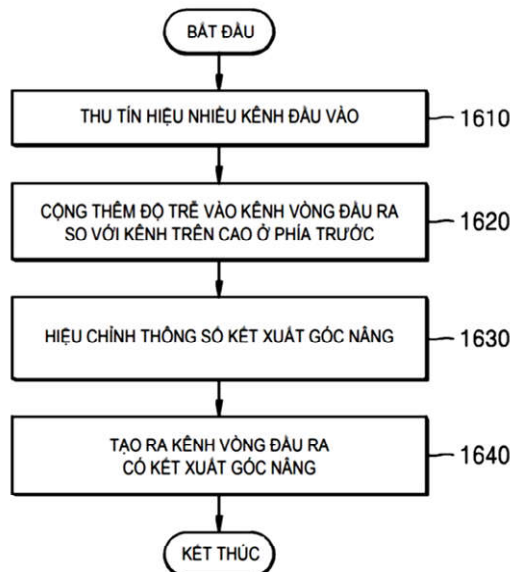 BẮT ĐẦU
THU TÍN HIỆU NHIỀU KÊNH ĐẦU VÀO
1610
CỘNG THÊM ĐỘ TRỄ VÀO KÊNH VÒNG ĐẦU RA
SO VỚI KÊNH TRÊN CAO Ở PHÍA TRƯỚC
1620
HIỆU CHỈNH THÔNG SỐ KẾT XUẤT GÓC NÂNG
1630
TẠO RA KÊNH VÒNG ĐẦU RA
CÓ KẾT XUẤT GÓC NÂNG
1640
KẾT THÚC